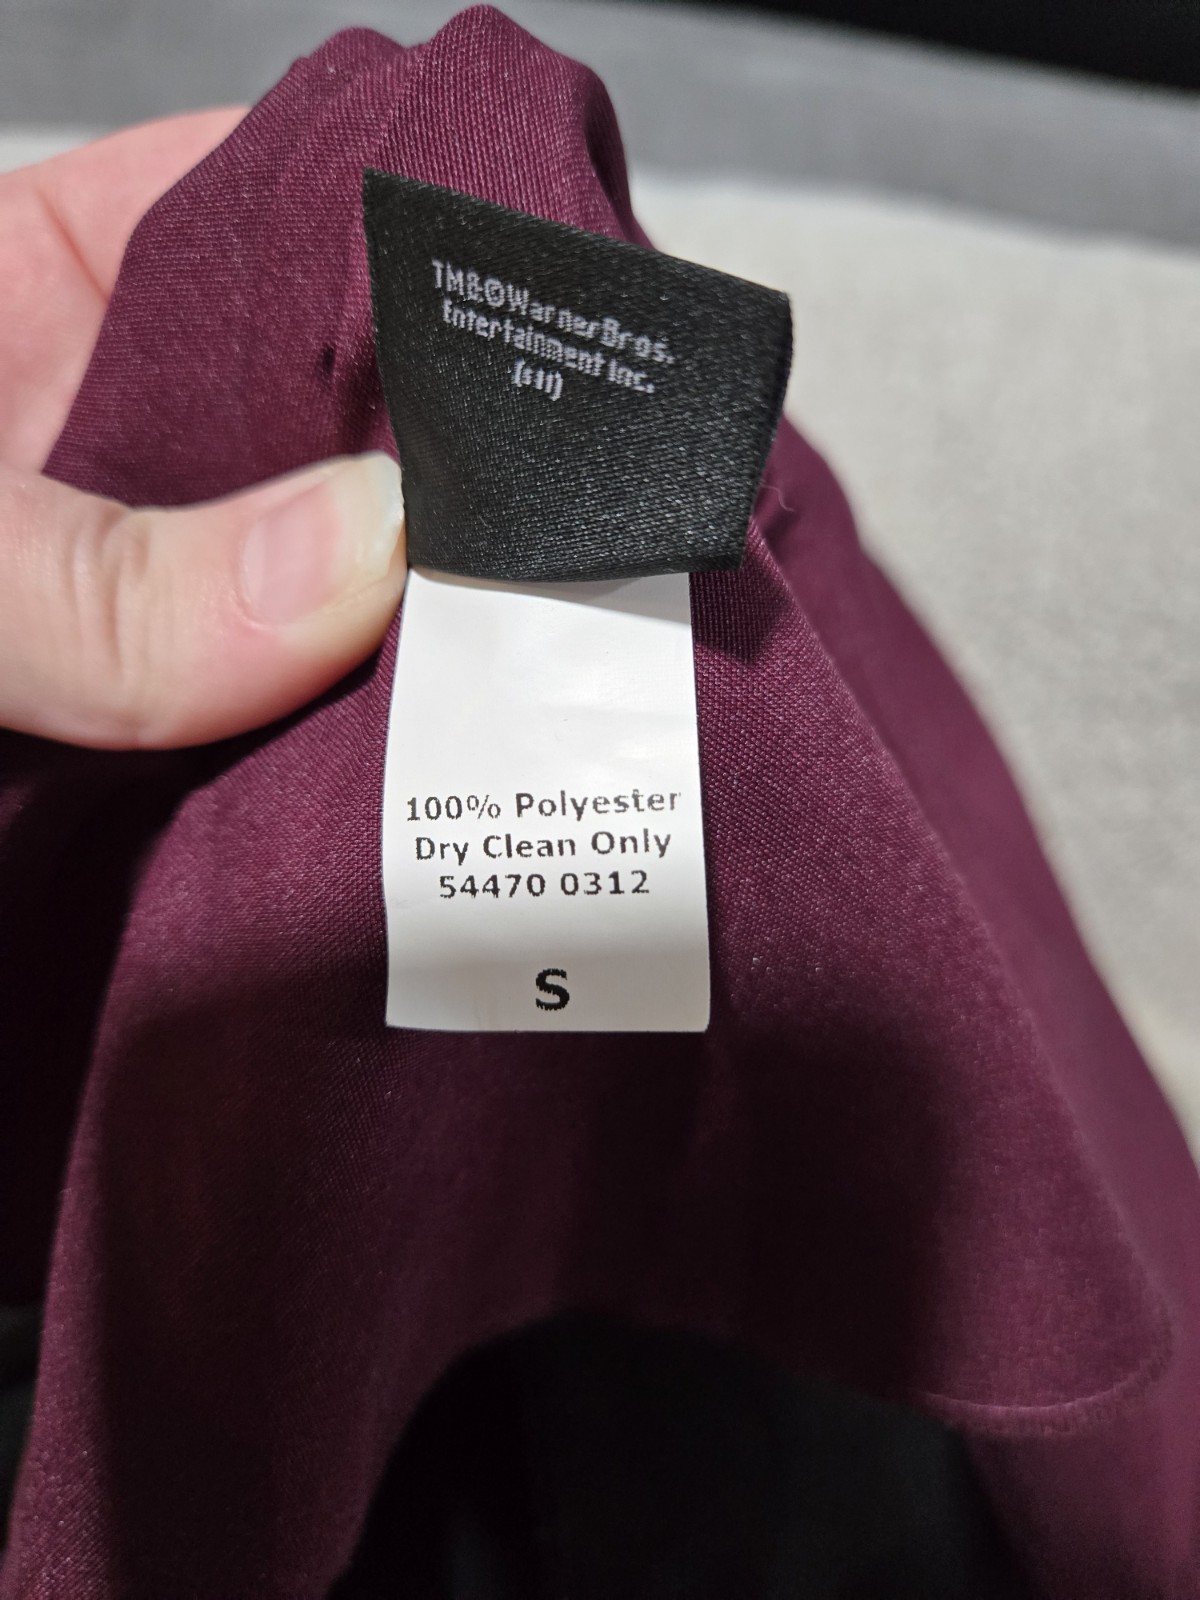 TM&©Warner Bros.
Entertainment Inc.
(s11)
100% Polyester
Dry Clean Only
54470 0312
S